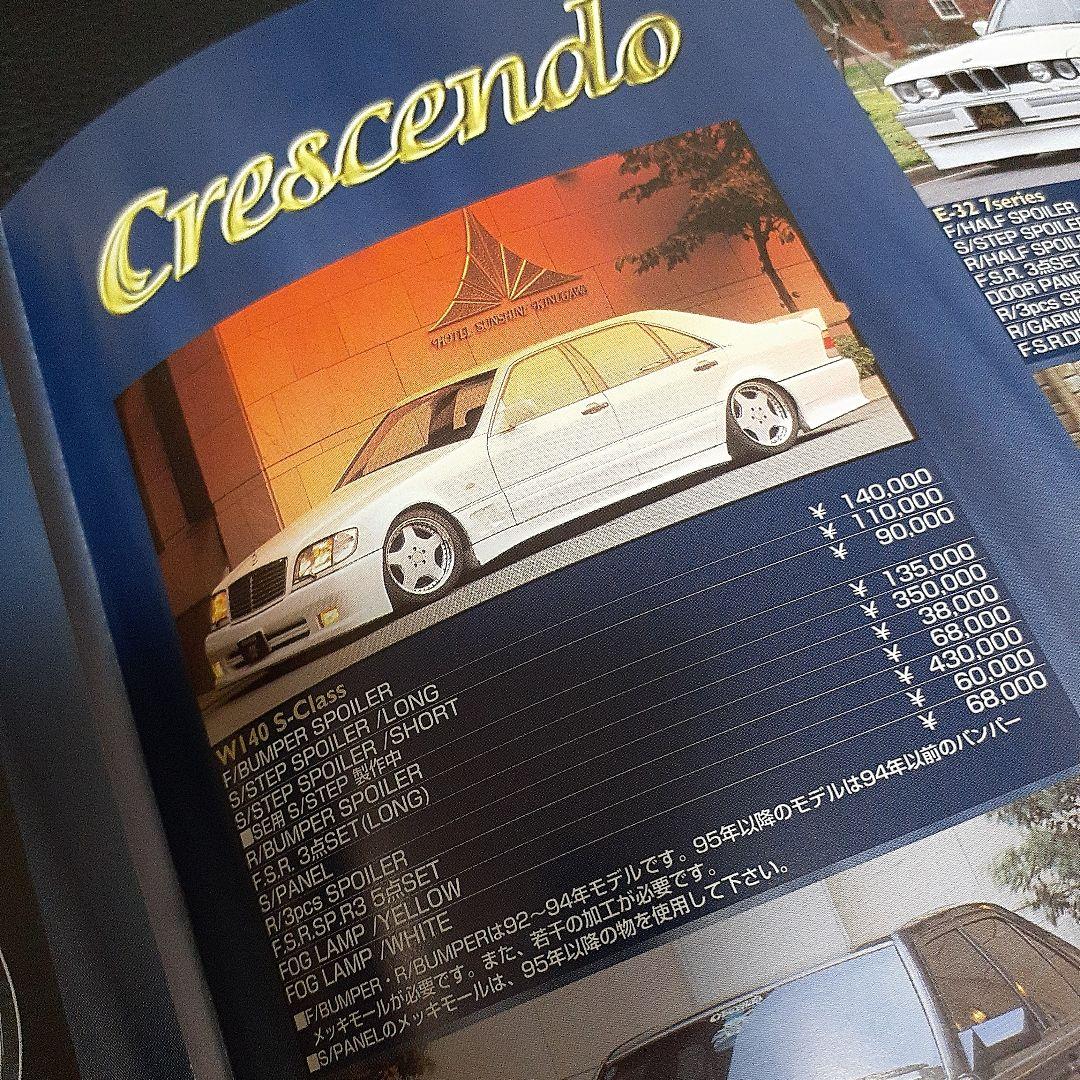 Crescendo
HOTEL SUNSHINE KINUGAWA
W140 S-Class
F/BUMPER SPOILER ¥ 140,000
S/STEP SPOILER /LONG ¥ 110,000
S/STEP SPOILER /SHORT ¥ 90,000
■SE用 S/STEP 製作中
R/BUMPER SPOILER ¥ 135,000
F.S.R. 3点SET(LONG) ¥ 350,000
S/PANEL ¥ 38,000
R/3pcs SPOILER ¥ 68,000
F.S.R.SP.R3 5点SET ¥ 430,000
FOG LAMP /YELLOW ¥ 60,000
FOG LAMP /WHITE ¥ 68,000
■F/BUMPER・R/BUMPERは92〜94年モデルです。95年以降のモデルは94年以前のバンパー
メッキモールが必要です。また、若干の加工が必要です。
■S/PANELのメッキモールは、95年以降の物を使用して下さい。
E-32 7series
F/HALF SPOILER
S/STEP SPOILE
R/HALF SPOIL
F.S.R. 3点SET
DOOR PANE
R/3pcs SP
R/GARNI
F.S.R.D